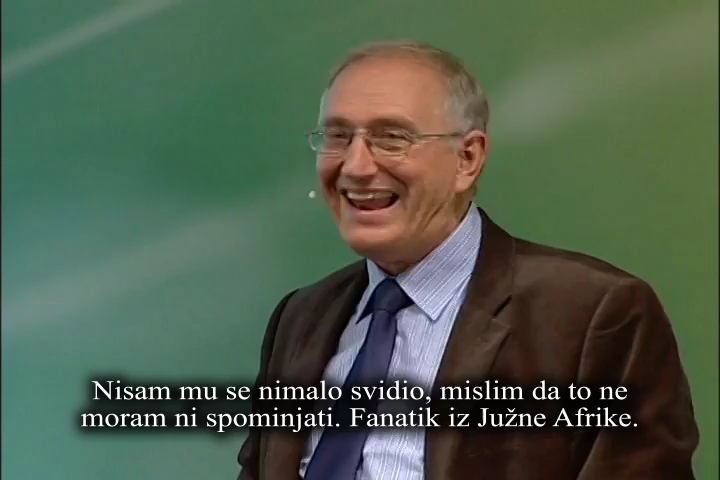 Nisam mu se nimalo svidio, mislim da to ne
moram ni spominjati. Fanatik iz Južne Afrike.